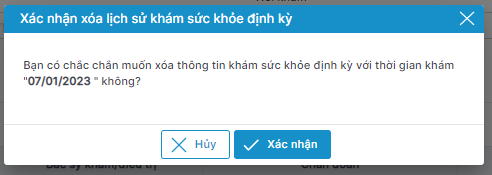 Xác nhận xóa lịch sử khám sức khỏe định kỳ
Bạn có chắc chắn muốn xóa thông tin khám sức khỏe định kỳ với thời gian khám
"07/01/2023 " không?
Hủy
Xác nhận